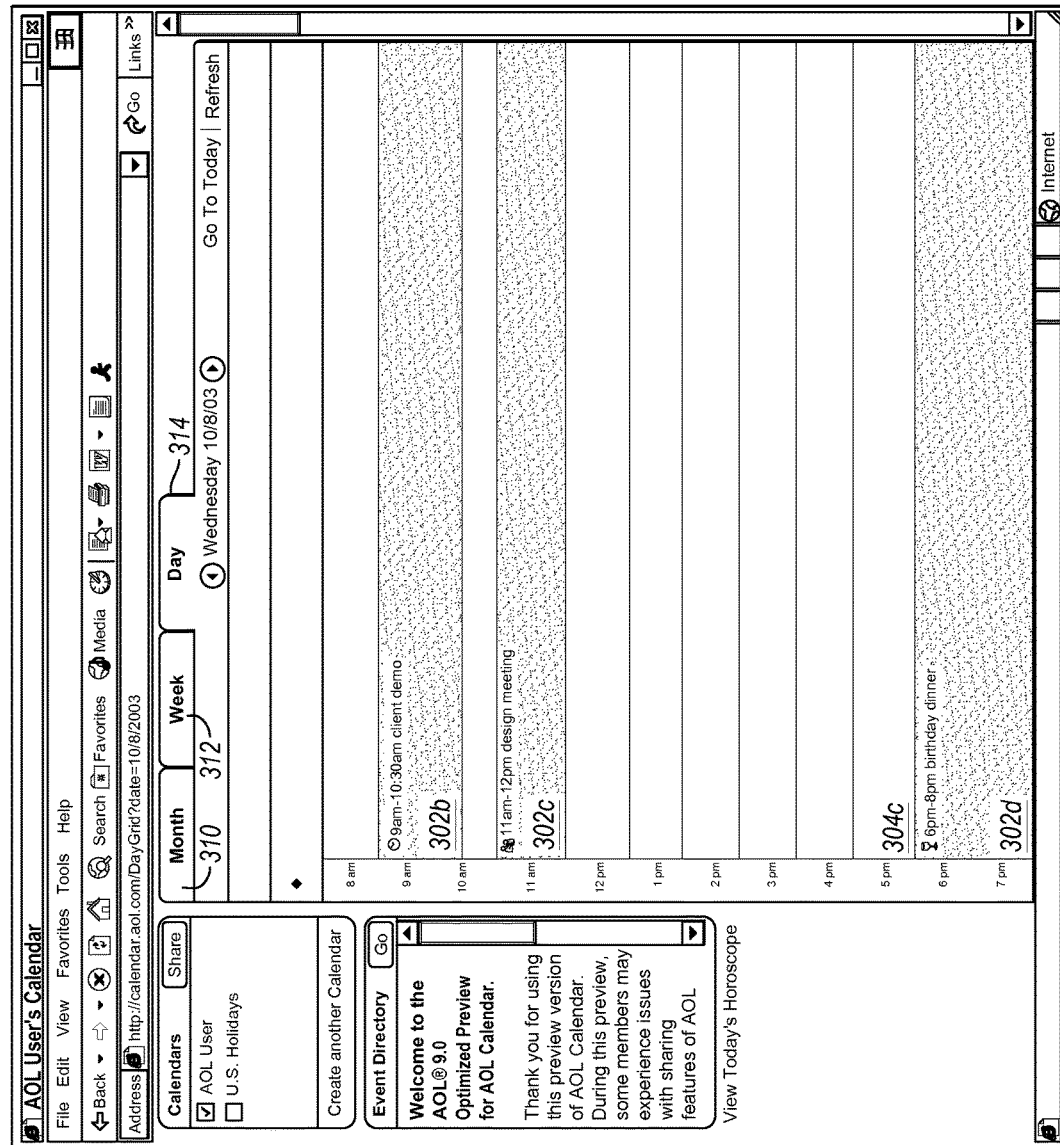 AOL User's Calendar
File Edit View Favorites Tools Help
Back Search Favorites Media W
Address http://calendar.aol.com/DayGrid?date=10/8/2003 Go Links »
Calendars Share
AOL User
U.S. Holidays
Create another Calendar
Event Directory Go
Welcome to the
AOL® 9.0
Optimized Preview
for AOL Calendar.
Thank you for using
this preview version
of AOL Calendar.
During this preview,
some members may
experience issues
with sharing
features of AOL
View Today's Horoscope
Month Week Day
310 312 314
Wednesday 10/8/03 Go To Today | Refresh
8 am
9 am 9am-10:30am client demo
302b
10 am
11 am 11am-12pm design meeting
302c
12 pm
1 pm
2 pm
3 pm
4 pm
5 pm 304c
6 pm 6pm-8pm birthday dinner
7 pm 302d
Internet